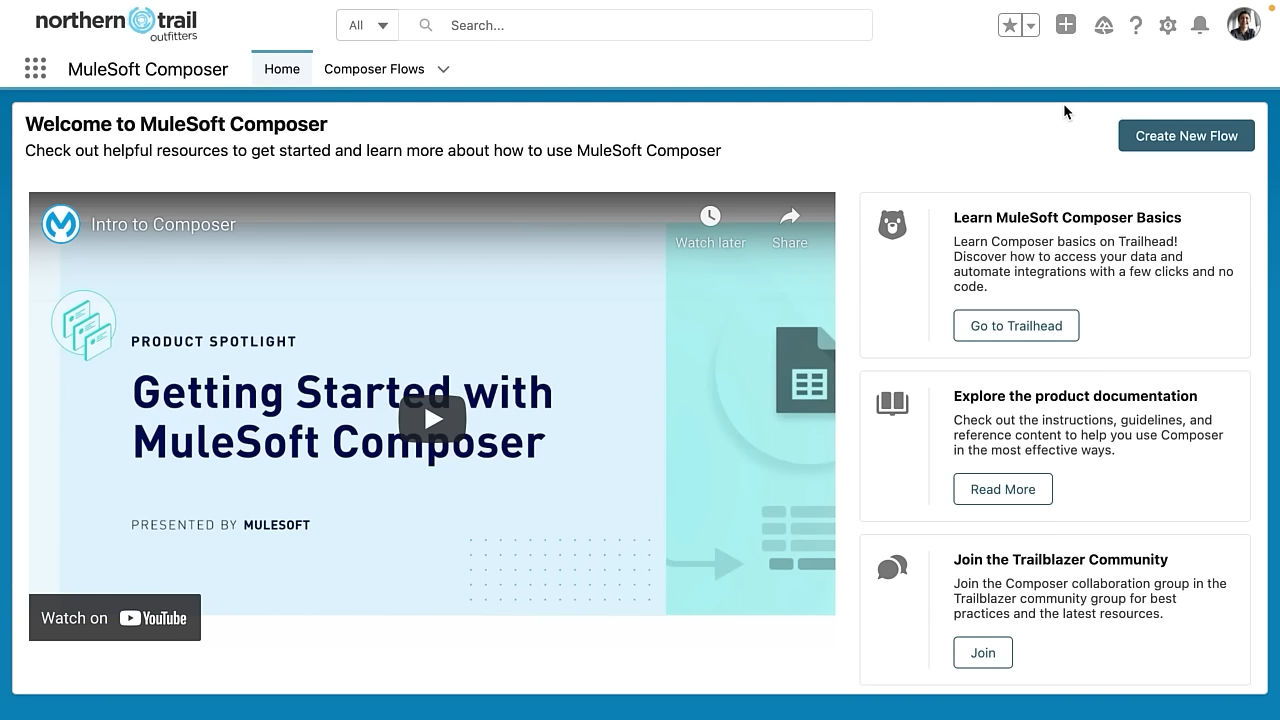 northern trail
outfitters
All
Search...
MuleSoft Composer
Home
Composer Flows
Welcome to MuleSoft Composer
Check out helpful resources to get started and learn more about how to use MuleSoft Composer
Create New Flow
Intro to Composer
Watch later
Share
PRODUCT SPOTLIGHT
Getting Started with
MuleSoft Composer
PRESENTED BY MULESOFT
Watch on YouTube
Learn MuleSoft Composer Basics
Learn Composer basics on Trailhead!
Discover how to access your data and
automate integrations with a few clicks and no
code.
Go to Trailhead
Explore the product documentation
Check out the instructions, guidelines, and
reference content to help you use Composer
in the most effective ways.
Read More
Join the Trailblazer Community
Join the Composer collaboration group in the
Trailblazer community group for best
practices and the latest resources.
Join